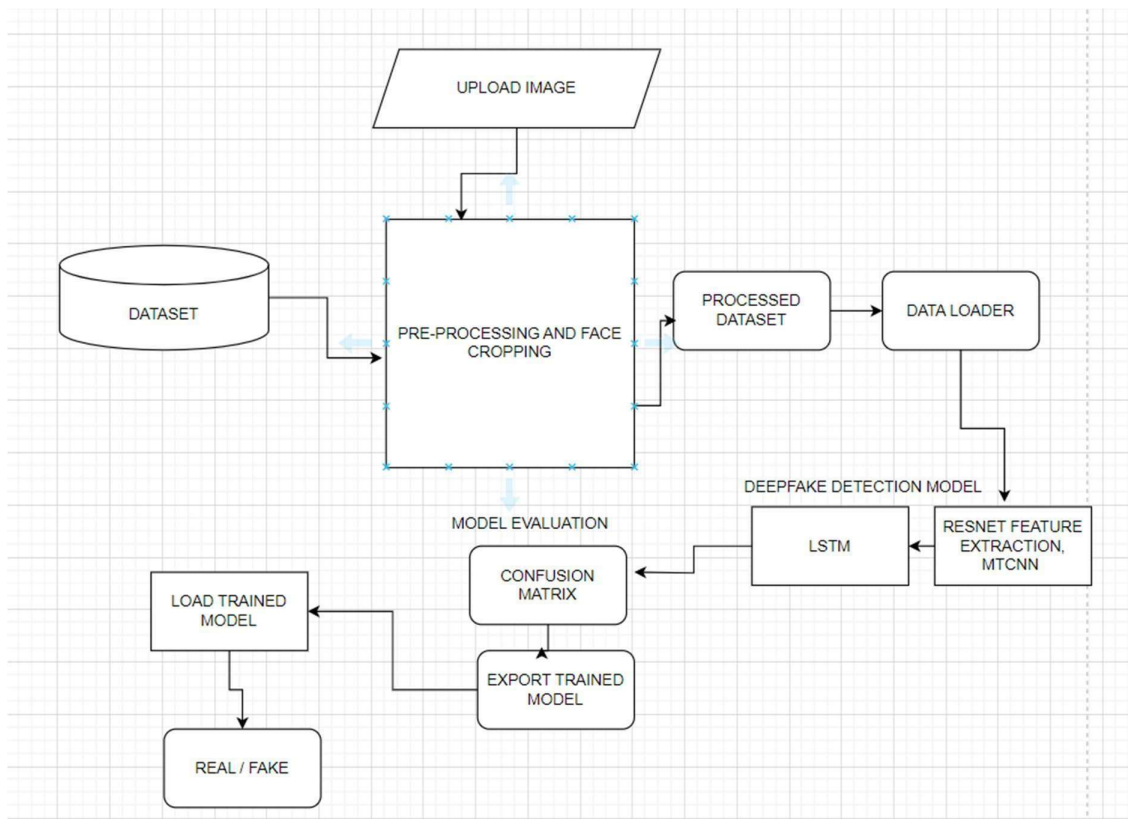 UPLOAD IMAGE
DATASET
PRE-PROCESSING AND FACE
CROPPING
PROCESSED
DATASET
DATA LOADER
DEEPFAKE DETECTION MODEL
RESNET FEATURE
EXTRACTION,
MTCNN
LSTM
MODEL EVALUATION
CONFUSION
MATRIX
EXPORT TRAINED
MODEL
LOAD TRAINED
MODEL
REAL / FAKE